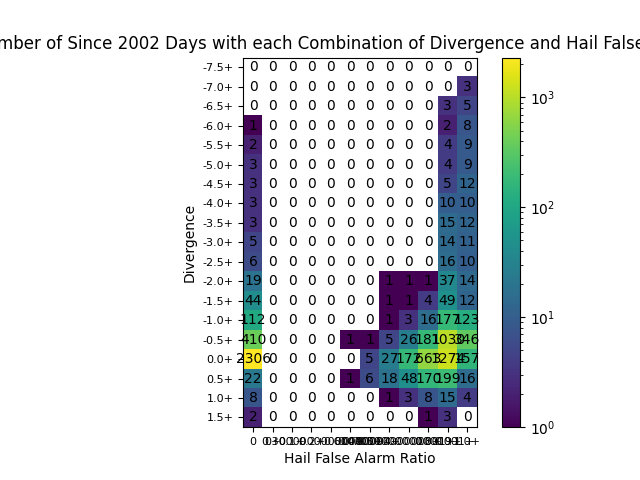 mber of Since 2002 Days with each Combination of Divergence and Hail False
-7.5+ 0 0 0 0 0 0 0 0 0 0 0 0
-7.0+ 0 0 0 0 0 0 0 0 0 0 0 3
-6.5+ 0 0 0 0 0 0 0 0 0 0 3 5
-6.0+ 1 0 0 0 0 0 0 0 0 0 2 8
-5.5+ 2 0 0 0 0 0 0 0 0 0 4 9
-5.0+ 3 0 0 0 0 0 0 0 0 0 4 9
-4.5+ 3 0 0 0 0 0 0 0 0 0 5 12
-4.0+ 3 0 0 0 0 0 0 0 0 0 10 10
-3.5+ 3 0 0 0 0 0 0 0 0 0 15 12
-3.0+ 5 0 0 0 0 0 0 0 0 0 14 11
-2.5+ 6 0 0 0 0 0 0 0 0 0 16 10
-2.0+ 19 0 0 0 0 0 0 1 1 1 37 14
-1.5+ 44 0 0 0 0 0 0 1 1 4 49 12
-1.0+ 112 0 0 0 0 0 0 1 3 16 177 123
-0.5+ 410 0 0 0 0 1 1 5 26 181 1030 346
0.0+ 2306 0 0 0 0 0 5 27 172 663 1274 157
0.5+ 22 0 0 0 0 1 6 18 48 170 199 16
1.0+ 8 0 0 0 0 0 0 1 3 8 15 4
1.5+ 2 0 0 0 0 0 0 0 0 1 3 0
Divergence
Hail False Alarm Ratio
10³
10²
10¹
10⁰